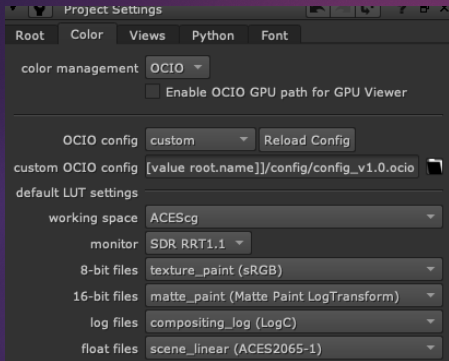 Project Settings
Root Color Views Python Font
color management OCIO
Enable OCIO GPU path for GPU Viewer
OCIO config custom Reload Config
custom OCIO config [value root.name]]/config/config_v1.0.ocio
default LUT settings
working space ACEScg
monitor SDR RRT1.1
8-bit files texture_paint (sRGB)
16-bit files matte_paint (Matte Paint LogTransform)
log files compositing_log (LogC)
float files scene_linear (ACES2065-1)